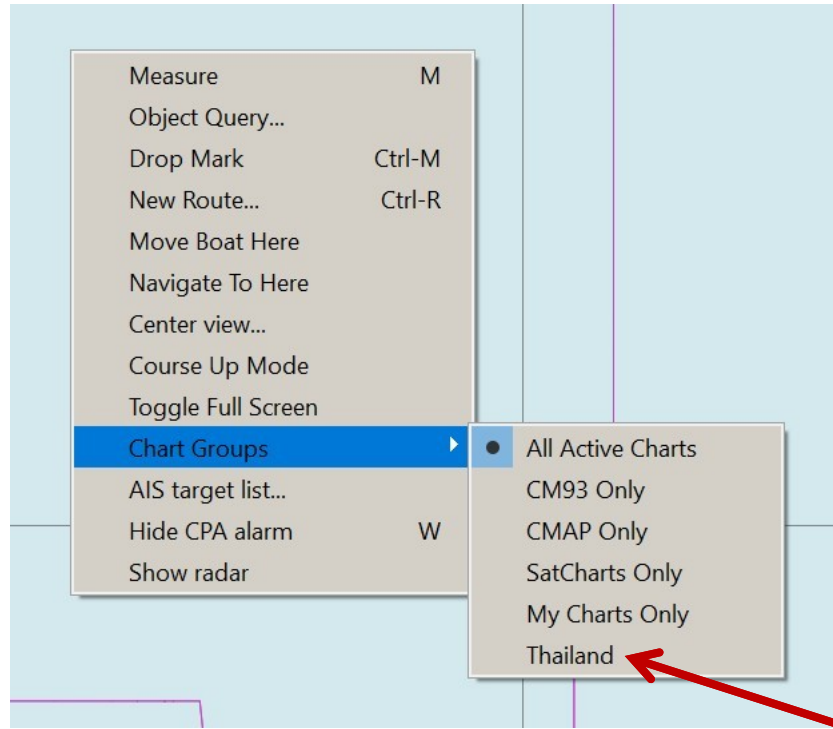 Measure M
Object Query...
Drop Mark Ctrl-M
New Route... Ctrl-R
Move Boat Here
Navigate To Here
Center view...
Course Up Mode
Toggle Full Screen
Chart Groups
AIS target list...
Hide CPA alarm W
Show radar
All Active Charts
CM93 Only
CMAP Only
SatCharts Only
My Charts Only
Thailand